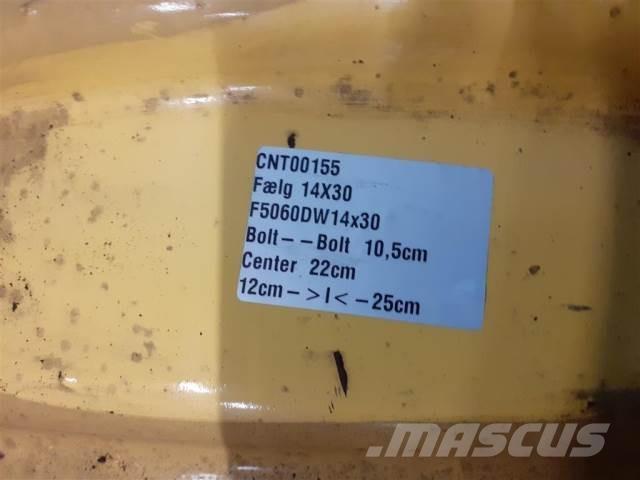 CNT00155
Fælg 14X30
F5060DW14x30
Bolt--Bolt 10,5cm
Center 22cm
12cm->I<-25cm
MASCUS